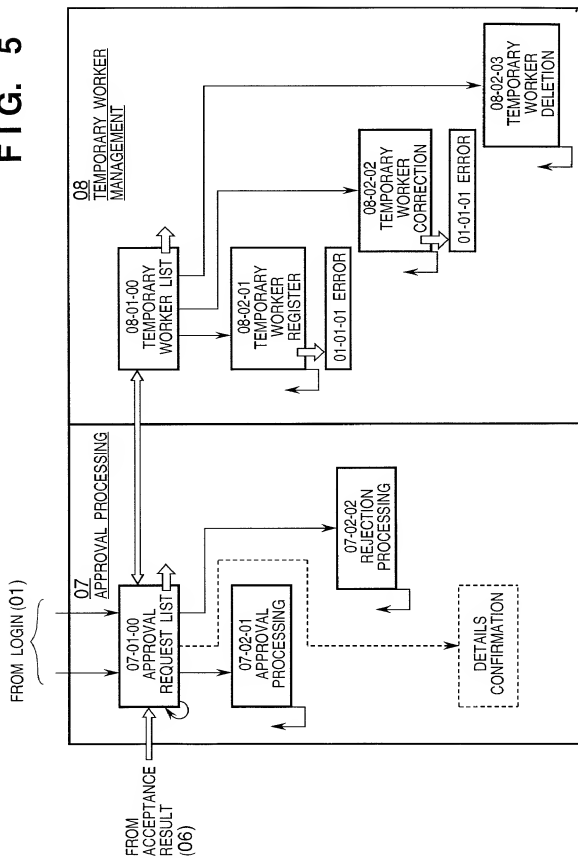 FIG. 5
FROM LOGIN (01)
FROM
ACCEPTANCE
RESULT
(06)
07
APPROVAL PROCESSING
07-01-00
APPROVAL
REQUEST LIST
07-02-01
APPROVAL
PROCESSING
07-02-02
REJECTION
PROCESSING
DETAILS
CONFIRMATION
08
TEMPORARY WORKER
MANAGEMENT
08-01-00
TEMPORARY
WORKER LIST
08-02-01
TEMPORARY
WORKER
REGISTER
01-01-01 ERROR
08-02-02
TEMPORARY
WORKER
CORRECTION
01-01-01 ERROR
08-02-03
TEMPORARY
WORKER
DELETION